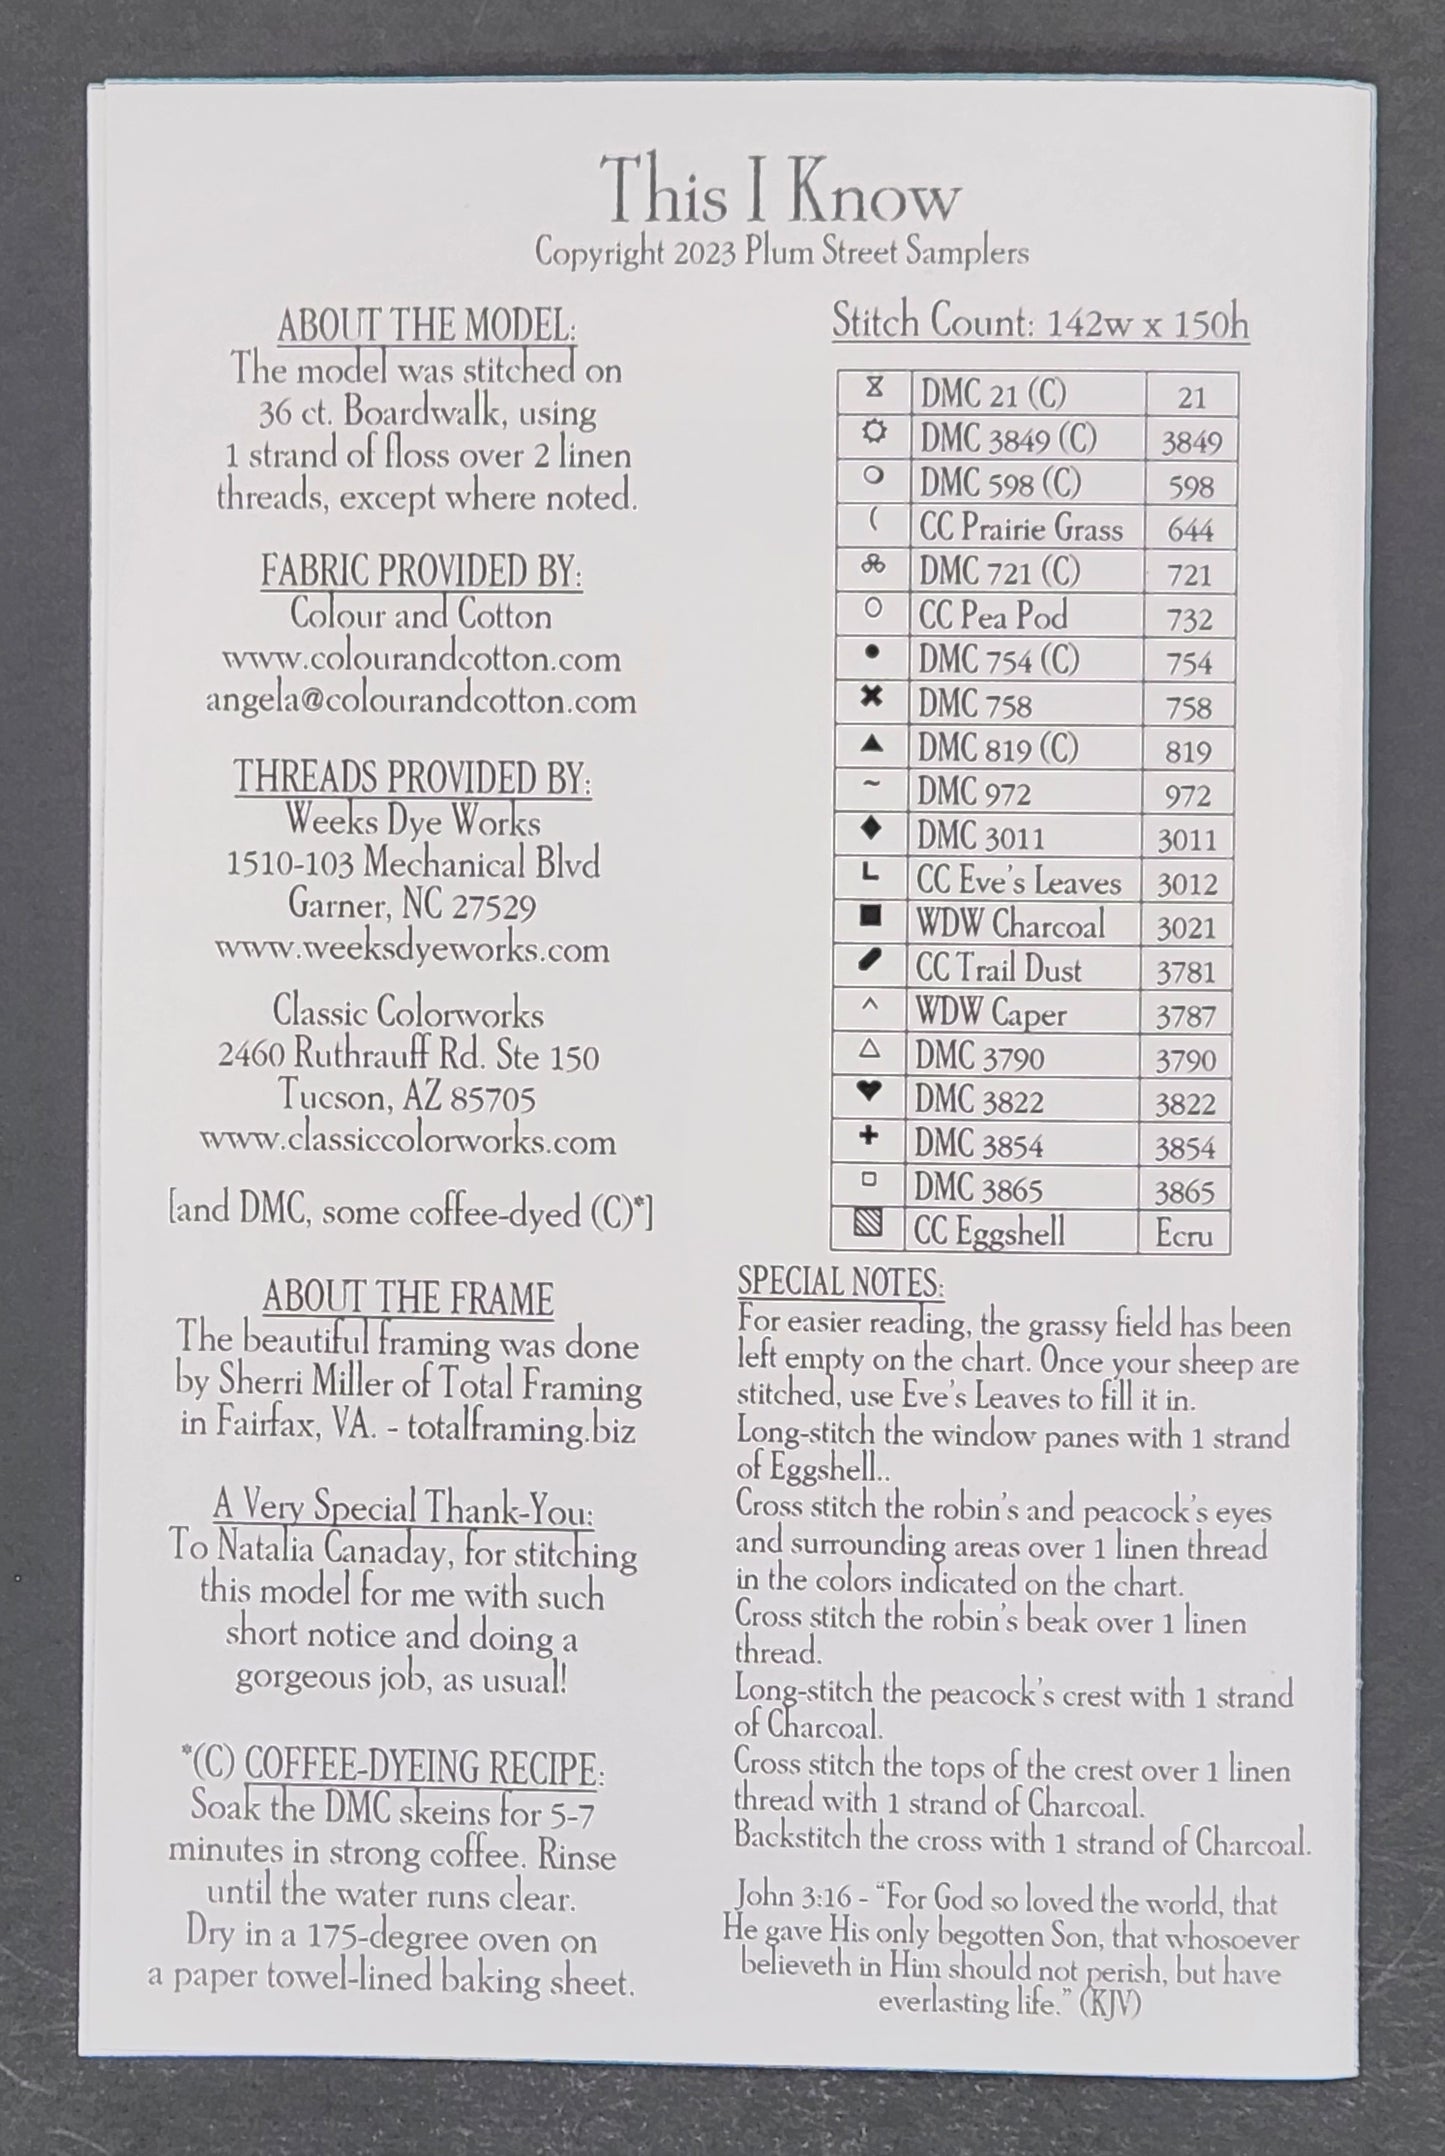 This I Know
Copyright 2023 Plum Street Samplers
ABOUT THE MODEL:
The model was stitched on
36 ct. Boardwalk, using
1 strand of floss over 2 linen
threads, except where noted.
FABRIC PROVIDED BY:
Colour and Cotton
www.colourandcotton.com
angela@colourandcotton.com
THREADS PROVIDED BY:
Weeks Dye Works
1510-103 Mechanical Blvd
Garner, NC 27529
www.weeksdyeworks.com
Classic Colorworks
2460 Ruthrauff Rd. Ste 150
Tucson, AZ 85705
www.classiccolorworks.com
[and DMC, some coffee-dyed (C)*]
ABOUT THE FRAME
The beautiful framing was done
by Sherri Miller of Total Framing
in Fairfax, VA. - totalframing.biz
A Very Special Thank-You:
To Natalia Canaday, for stitching
this model for me with such
short notice and doing a
gorgeous job, as usual!
*(C) COFFEE-DYEING RECIPE:
Soak the DMC skeins for 5-7
minutes in strong coffee. Rinse
until the water runs clear.
Dry in a 175-degree oven on
a paper towel-lined baking sheet.
Stitch Count: 142w x 150h
DMC 21 (C) 21
DMC 3849 (C) 3849
DMC 598 (C) 598
CC Prairie Grass 644
DMC 721 (C) 721
CC Pea Pod 732
DMC 754 (C) 754
DMC 758 758
DMC 819 (C) 819
DMC 972 972
DMC 3011 3011
CC Eve's Leaves 3012
WDW Charcoal 3021
CC Trail Dust 3781
WDW Caper 3787
DMC 3790 3790
DMC 3822 3822
DMC 3854 3854
DMC 3865 3865
CC Eggshell Ecru
SPECIAL NOTES:
For easier reading, the grassy field has been
left empty on the chart. Once your sheep are
stitched, use Eve's Leaves to fill it in.
Long-stitch the window panes with 1 strand
of Eggshell..
Cross stitch the robin's and peacock's eyes
and surrounding areas over 1 linen thread
in the colors indicated on the chart.
Cross stitch the robin's beak over 1 linen
thread.
Long-stitch the peacock's crest with 1 strand
of Charcoal.
Cross stitch the tops of the crest over 1 linen
thread with 1 strand of Charcoal.
Backstitch the cross with 1 strand of Charcoal.
John 3:16 - “For God so loved the world, that
He gave His only begotten Son, that whosoever
believeth in Him should not perish, but have
everlasting life.” (KJV)